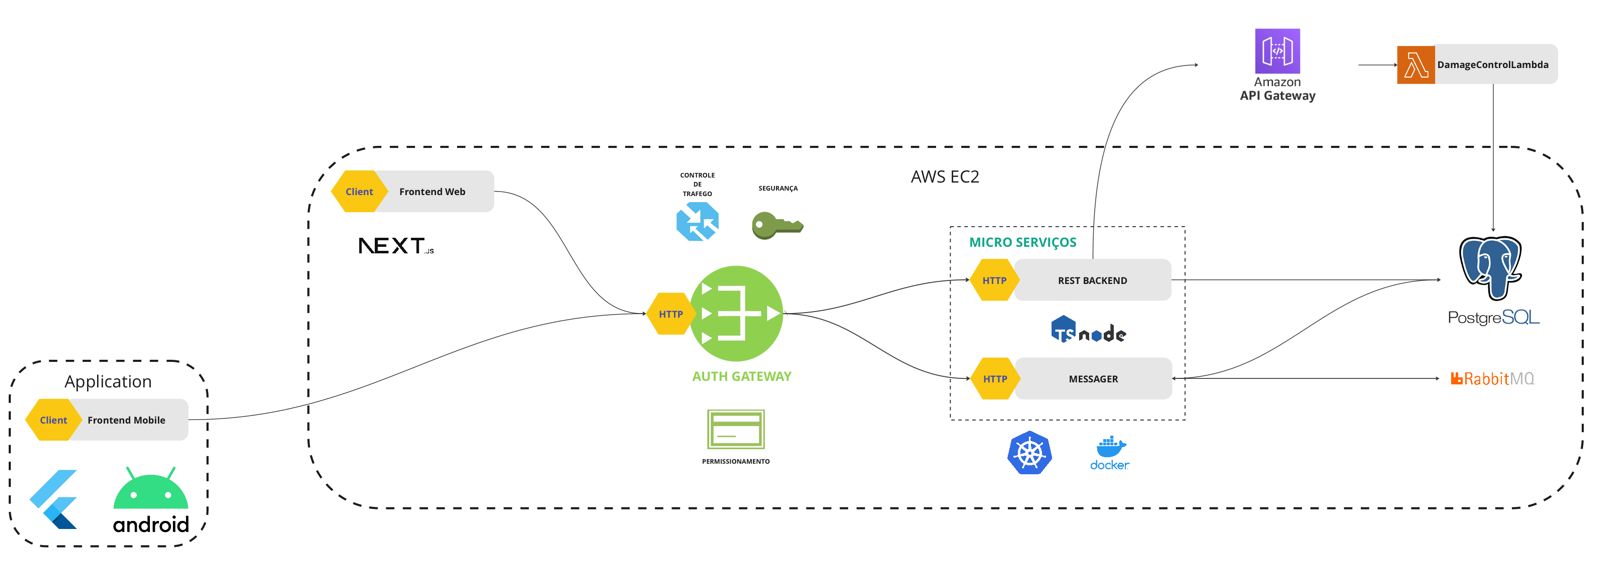 Amazon
API Gateway
DamageControlLambda
AWS EC2
Client
Frontend Web
NEXT.JS
CONTROLE
DE
TRAFEGO
SEGURANÇA
HTTP
AUTH GATEWAY
PERMISSIONAMENTO
MICRO SERVIÇOS
HTTP
REST BACKEND
TS node
HTTP
MESSAGER
docker
PostgreSQL
RabbitMQ
Application
Client
Frontend Mobile
android